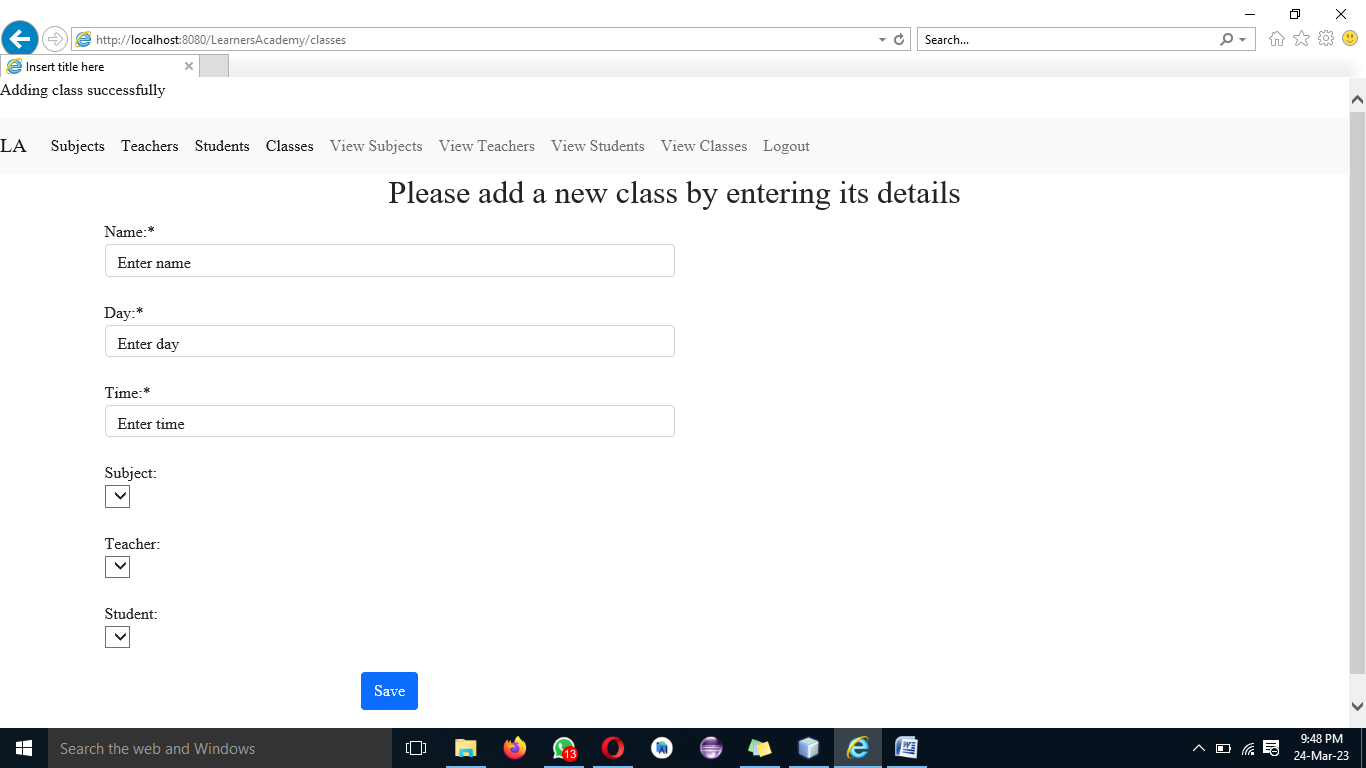 http://localhost:8080/LearnersAcademy/classes
Search...
Insert title here
Adding class successfully
LA Subjects Teachers Students Classes View Subjects View Teachers View Students View Classes Logout
Please add a new class by entering its details
Name:*
Enter name
Day:*
Enter day
Time:*
Enter time
Subject:
Teacher:
Student:
Save
Search the web and Windows
13
9:48 PM
24-Mar-23